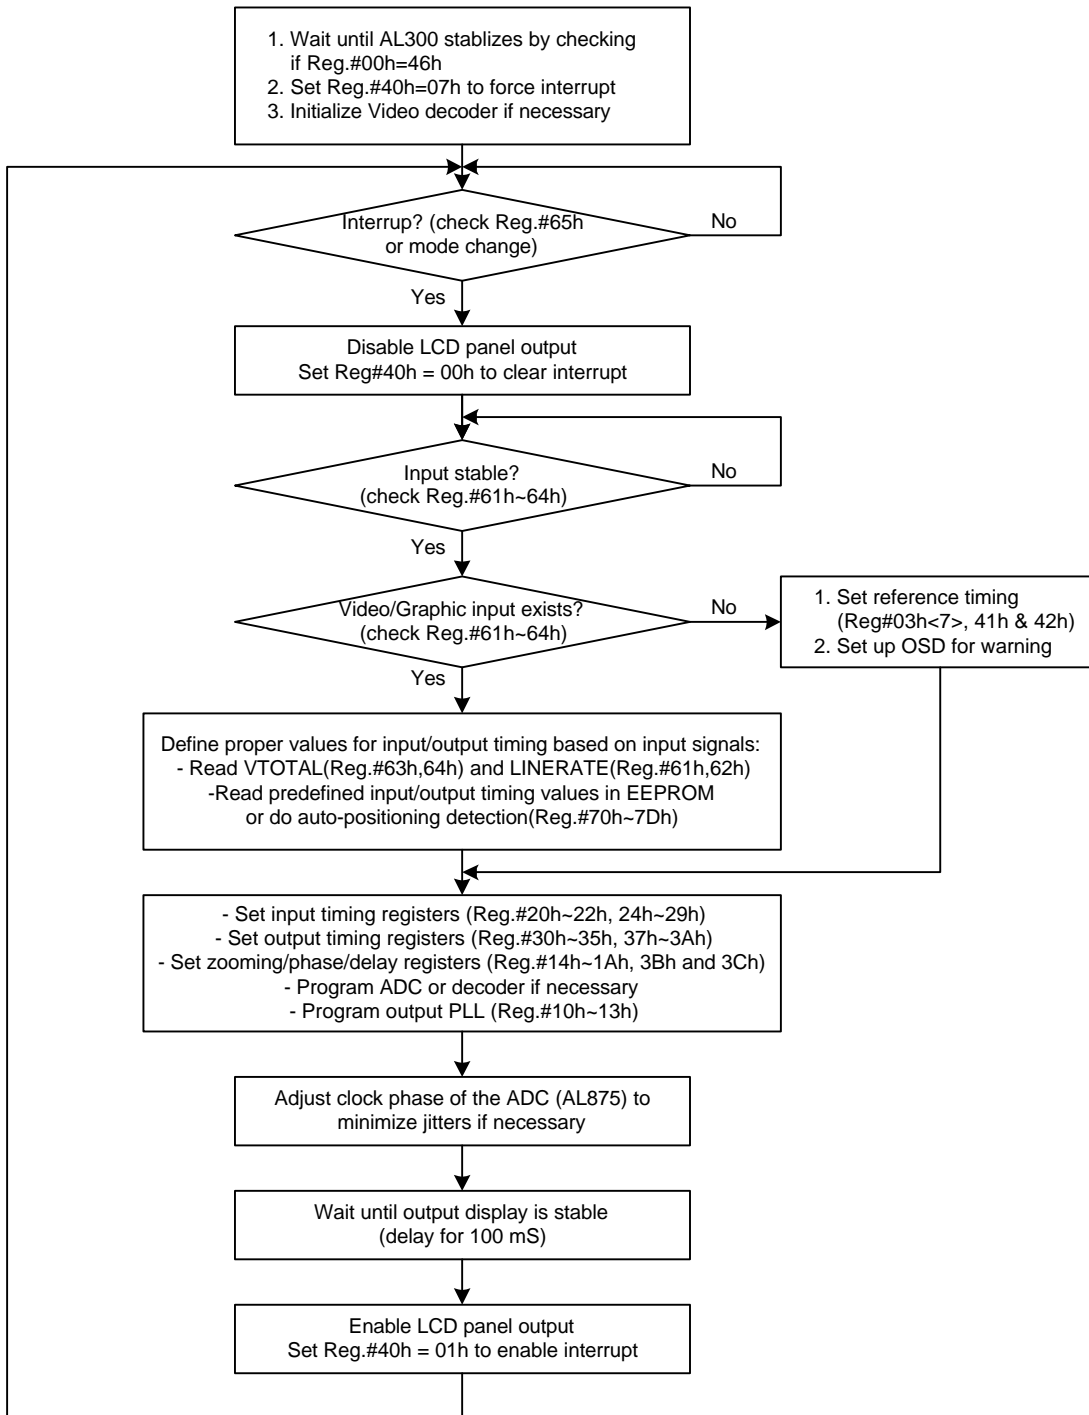 1. Wait until AL300 stablizes by checking
if Reg.#00h=46h
2. Set Reg.#40h=07h to force interrupt
3. Initialize Video decoder if necessary
Interrup? (check Reg.#65h
or mode change)
No
Yes
Disable LCD panel output
Set Reg#40h = 00h to clear interrupt
Input stable?
(check Reg.#61h~64h)
No
Yes
Video/Graphic input exists?
(check Reg.#61h~64h)
No
1. Set reference timing
(Reg#03h<7>, 41h & 42h)
2. Set up OSD for warning
Yes
Define proper values for input/output timing based on input signals:
- Read VTOTAL(Reg.#63h,64h) and LINERATE(Reg.#61h,62h)
-Read predefined input/output timing values in EEPROM
or do auto-positioning detection(Reg.#70h~7Dh)
- Set input timing registers (Reg.#20h~22h, 24h~29h)
- Set output timing registers (Reg.#30h~35h, 37h~3Ah)
- Set zooming/phase/delay registers (Reg.#14h~1Ah, 3Bh and 3Ch)
- Program ADC or decoder if necessary
- Program output PLL (Reg.#10h~13h)
Adjust clock phase of the ADC (AL875) to
minimize jitters if necessary
Wait until output display is stable
(delay for 100 mS)
Enable LCD panel output
Set Reg.#40h = 01h to enable interrupt